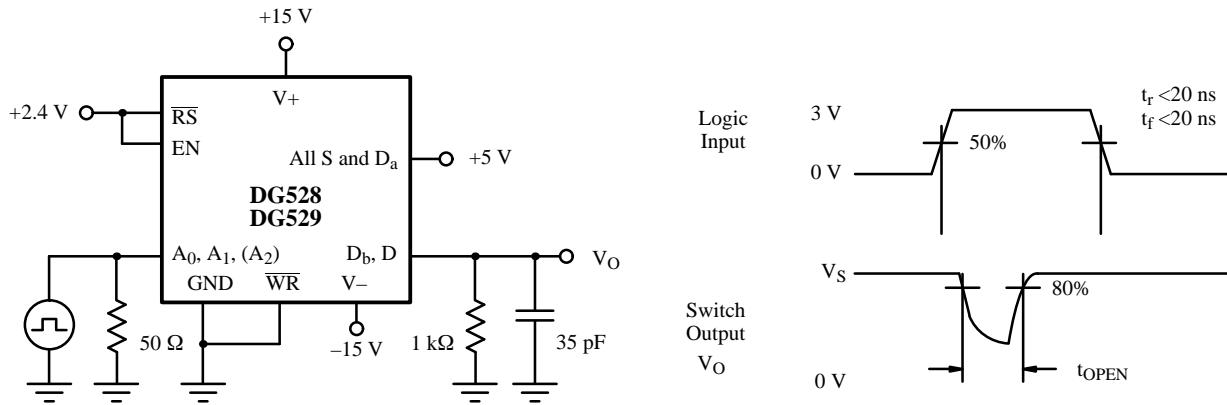 +15 V
+2.4 V
RS
V+
EN
All S and Da
+5 V
DG528
DG529
A0, A1, (A2)
Db, D
VO
GND
WR
V–
50 Ω
–15 V
1 kΩ
35 pF
Logic
Input
3 V
0 V
50%
tr <20 ns
tf <20 ns
VS
80%
Switch
Output
VO
0 V
tOPEN